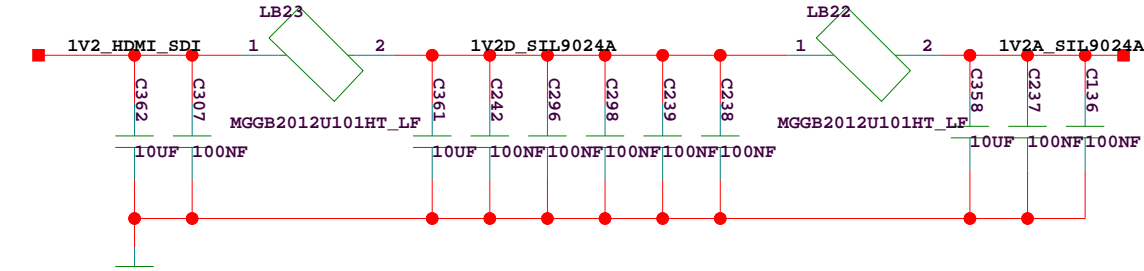 LB23 LB22
1V2_HDMI_SDI 1 2 1V2D_SIL9024A 1 2 1V2A_SIL9024A
C362 C307 C361 C242 C296 C298 C239 C238 C358 C237 C136
MGGB2012U101HT_LF MGGB2012U101HT_LF
10UF 100NF 10UF 100NF 100NF 100NF 100NF 100NF 10UF 100NF 100NF